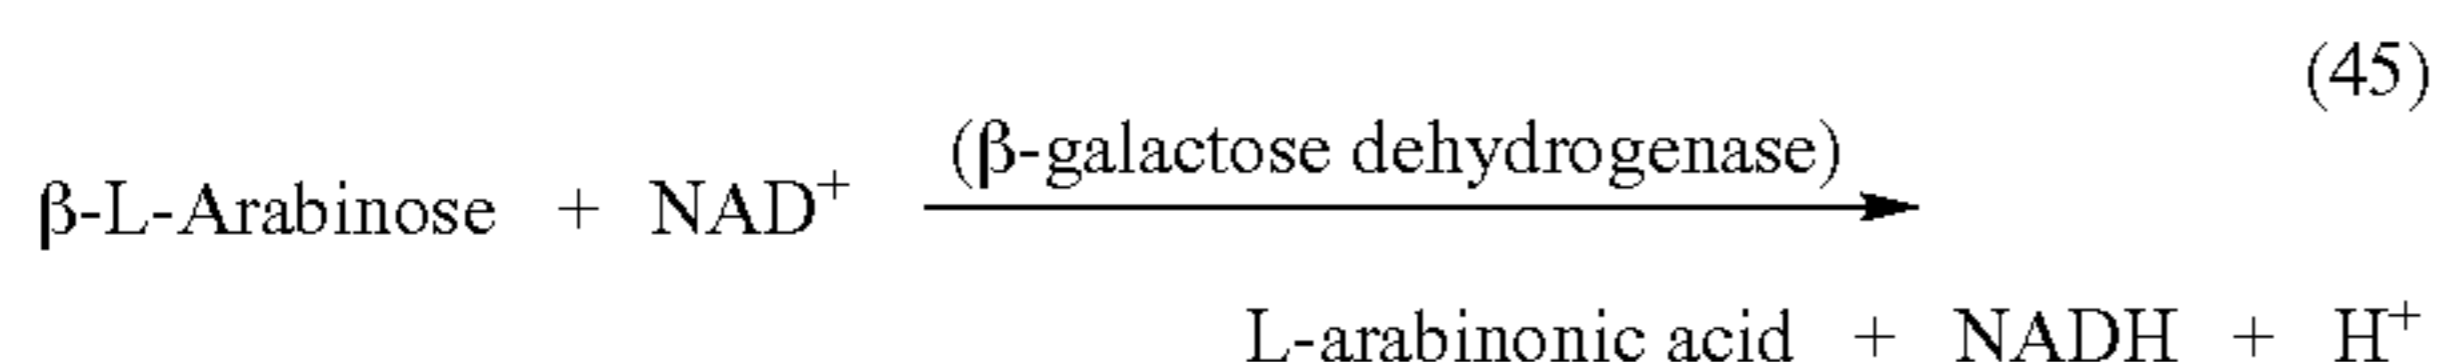 (45)
(β-galactose dehydrogenase)
β-L-Arabinose + NAD⁺
L-arabinonic acid + NADH + H⁺